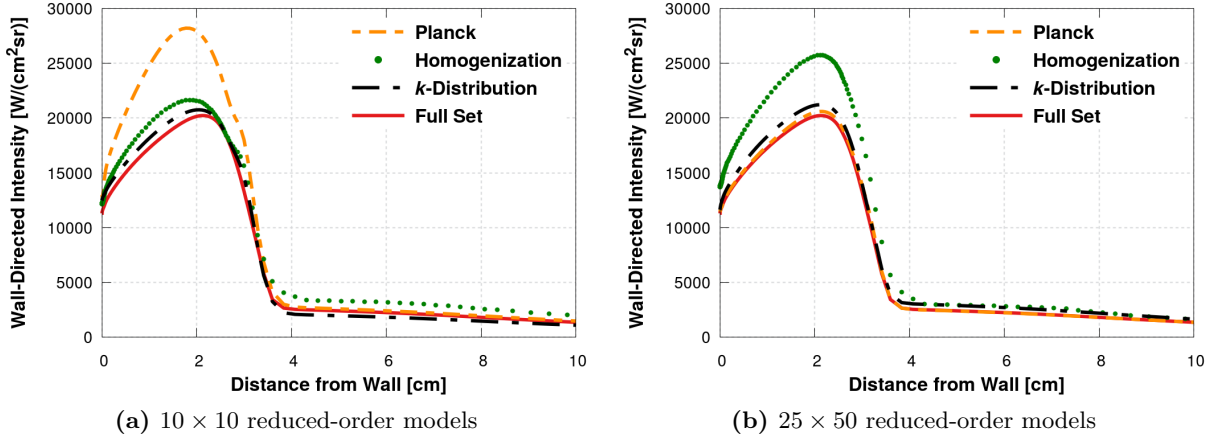 Wall-Directed Intensity [W/(cm²sr)]
30000
25000
20000
15000
10000
5000
0
Planck
Homogenization
k-Distribution
Full Set
0 2 4 6 8 10
Distance from Wall [cm]
(a) 10 × 10 reduced-order models
Wall-Directed Intensity [W/(cm²sr)]
30000
25000
20000
15000
10000
5000
0
Planck
Homogenization
k-Distribution
Full Set
0 2 4 6 8 10
Distance from Wall [cm]
(b) 25 × 50 reduced-order models